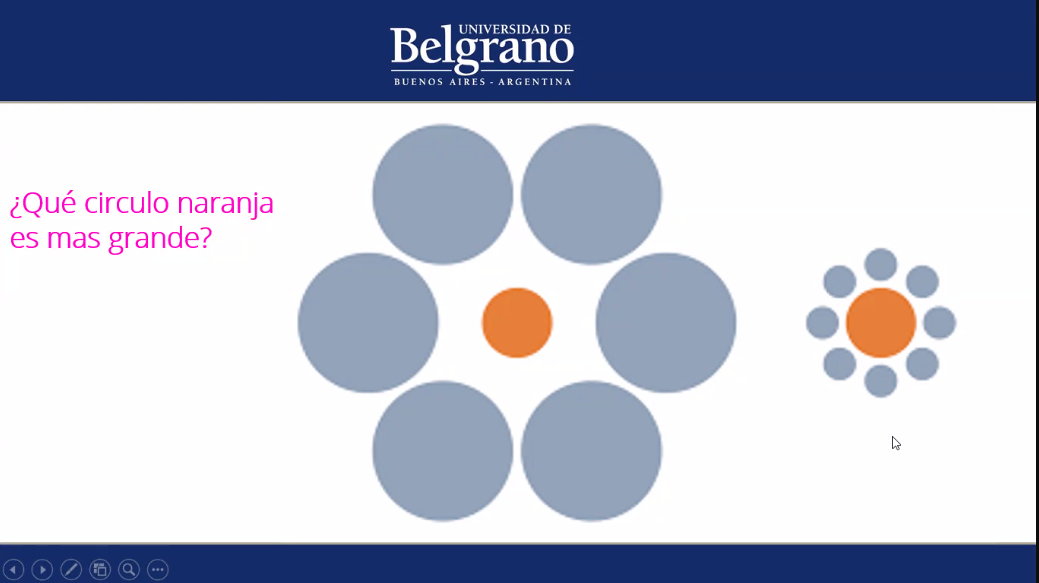 UNIVERSIDAD DE
Belgrano
BUENOS AIRES - ARGENTINA
¿Qué circulo naranja
es mas grande?